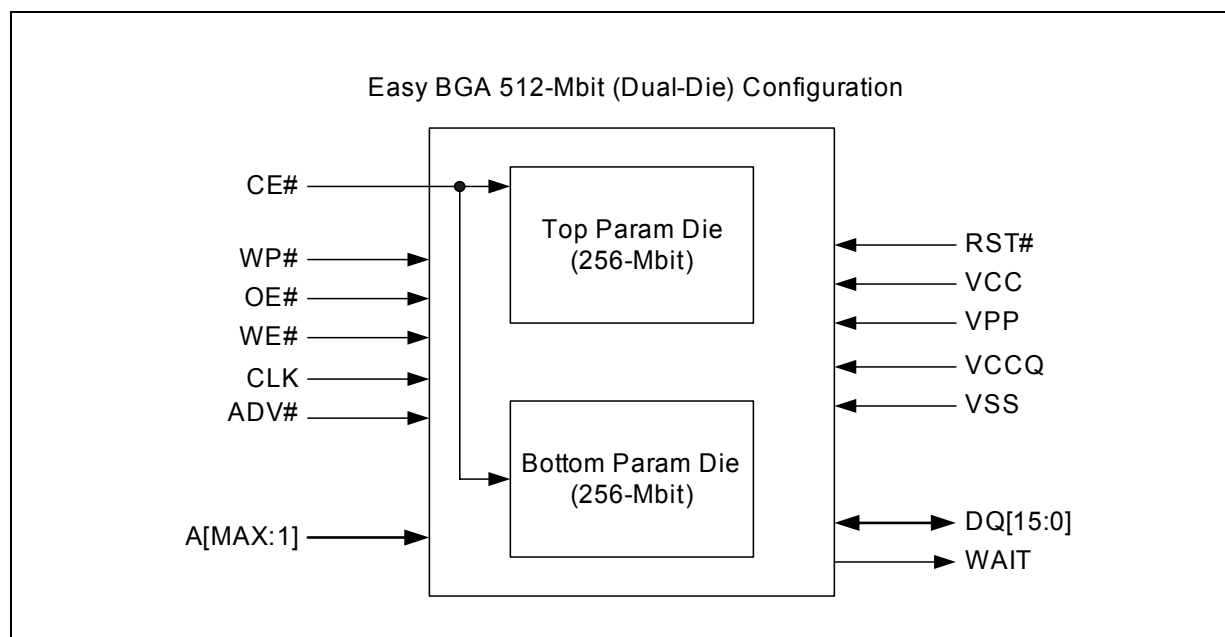 Easy BGA 512-Mbit (Dual-Die) Configuration
CE#
WP#
OE#
WE#
CLK
ADV#
A[MAX:1]
Top Param Die
(256-Mbit)
Bottom Param Die
(256-Mbit)
RST#
VCC
VPP
VCCQ
VSS
DQ[15:0]
WAIT